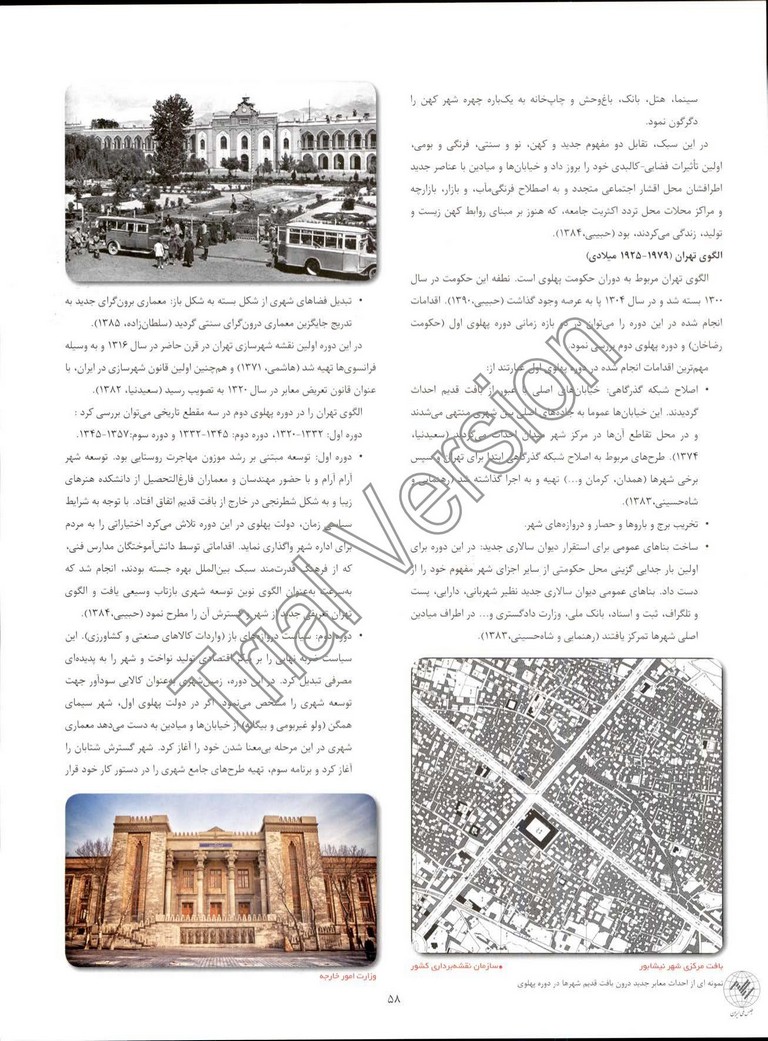 سینما، هتل، بانک، باغ‌وحش و چاپ‌خانه به یک‌باره چهره شهر کهن را
دگرگون نمود.
در این سبک، تقابل دو مفهوم جدید و کهن، نو و سنتی، فرنگی و بومی،
اولین تأثیرات فضایی-کالبدی خود را بروز داد و خیابان‌ها و میادین با عناصر جدید
اطرافشان محل اقشار اجتماعی متجدد و به اصطلاح فرنگی‌مآب، و بازار، بازارچه
و مراکز محلات محل تردد اکثریت جامعه، که هنوز بر مبنای روابط کهن زیست و
تولید، زندگی می‌کردند، بود (حبیبی،۱۳۸۴).
الگوی تهران (۱۹۷۹-۱۹۲۵ میلادی)
الگوی تهران مربوط به دوران حکومت پهلوی است. نطفه این حکومت در سال
۱۳۰۰ بسته شد و در سال ۱۳۰۴ پا به عرصه وجود گذاشت (حبیبی،۱۳۹۰). اقدامات
انجام شده در این دوره را می‌توان در دو بازه زمانی دوره پهلوی اول (حکومت
رضاخان) و دوره پهلوی دوم بررسی نمود.
مهم‌ترین اقدامات انجام شده در دوره پهلوی اول عبارتند از:
• اصلاح شبکه گذرگاهی: خیابان‌های اصلی با عبور از بافت قدیم احداث
گردیدند. این خیابان‌ها عموما به جاده‌های اصلی بین شهری منتهی می‌شدند
و در محل تقاطع آن‌ها در مرکز شهر میدان احداث می‌گردید (سعیدنیا،
۱۳۷۴). طرح‌های مربوط به اصلاح شبکه گذرگاهی ابتدا برای تهران و سپس
برخی شهرها (همدان، کرمان و...) تهیه و به اجرا گذاشته شد (رهنمایی و
شاه‌حسینی،۱۳۸۳).
• تخریب برج و باروها و حصار و دروازه‌های شهر.
• ساخت بناهای عمومی برای استقرار دیوان سالاری جدید: در این دوره برای
اولین بار جدایی گزینی محل حکومتی از سایر اجزای شهر مفهوم خود را از
دست داد. بناهای عمومی دیوان سالاری جدید نظیر شهربانی، دارایی، پست
و تلگراف، ثبت و اسناد، بانک ملی، وزارت دادگستری و... در اطراف میادین
اصلی شهرها تمرکز یافتند (رهنمایی و شاه‌حسینی،۱۳۸۳).
بافت مرکزی شهر نیشابور
•سازمان نقشه‌برداری کشور
نمونه ای از احداث معابر جدید درون بافت قدیم شهرها در دوره پهلوی
• تبدیل فضاهای شهری از شکل بسته به شکل باز: معماری برون‌گرای جدید به
تدریج جایگزین معماری درون‌گرای سنتی گردید (سلطان‌زاده، ۱۳۸۵).
در این دوره اولین نقشه شهرسازی تهران در قرن حاضر در سال ۱۳۱۶ و به وسیله
فرانسوی‌ها تهیه شد (هاشمی، ۱۳۷۱) و هم‌چنین اولین قانون شهرسازی در ایران، با
عنوان قانون تعریض معابر در سال ۱۳۲۰ به تصویب رسید (سعیدنیا، ۱۳۸۲).
الگوی تهران را در دوره پهلوی دوم در سه مقطع تاریخی می‌توان بررسی کرد :
دوره اول: ۱۳۳۲-۱۳۲۰، دوره دوم: ۱۳۴۵-۱۳۳۲ و دوره سوم:۱۳۵۷-۱۳۴۵.
• دوره اول: توسعه مبتنی بر رشد موزون مهاجرت روستایی بود. توسعه شهر
آرام آرام و با حضور مهندسان و معماران فارغ‌التحصیل از دانشکده هنرهای
زیبا و به شکل شطرنجی در خارج از بافت قدیم اتفاق افتاد. با توجه به شرایط
سیاسی زمان، دولت پهلوی در این دوره تلاش می‌کرد اختیاراتی را به مردم
برای اداره شهر واگذاری نماید. اقداماتی توسط دانش‌آموختگان مدارس فنی،
که از فرهنگ قدرت‌مند سبک بین‌الملل بهره جسته بودند، انجام شد که
به‌سرعت به‌عنوان الگوی نوین توسعه شهری بازتاب وسیعی یافت و الگوی
تهران تعریفی جدید از شهر و گسترش آن را مطرح نمود (حبیبی،۱۳۸۴).
• دوره دوم: سیاست دروازه‌های باز (واردات کالاهای صنعتی و کشاورزی). این
سیاست ضربه نهایی را بر پیکر اقتصادی تولید نواخت و شهر را به پدیده‌ای
مصرفی تبدیل کرد. در این دوره، زمین‌شهری به‌عنوان کالایی سودآور جهت
توسعه شهری را مشخص می‌نمود. اگر در دولت پهلوی اول، شهر سیمای
همگن (ولو غیربومی و بیگانه) از خیابان‌ها و میادین به دست می‌دهد معماری
شهری در این مرحله بی‌معنا شدن خود را آغاز کرد. شهر گسترش شتابان را
آغاز کرد و برنامه سوم، تهیه طرح‌های جامع شهری را در دستور کار خود قرار
وزارت امور خارجه
۵۸
Trial Version